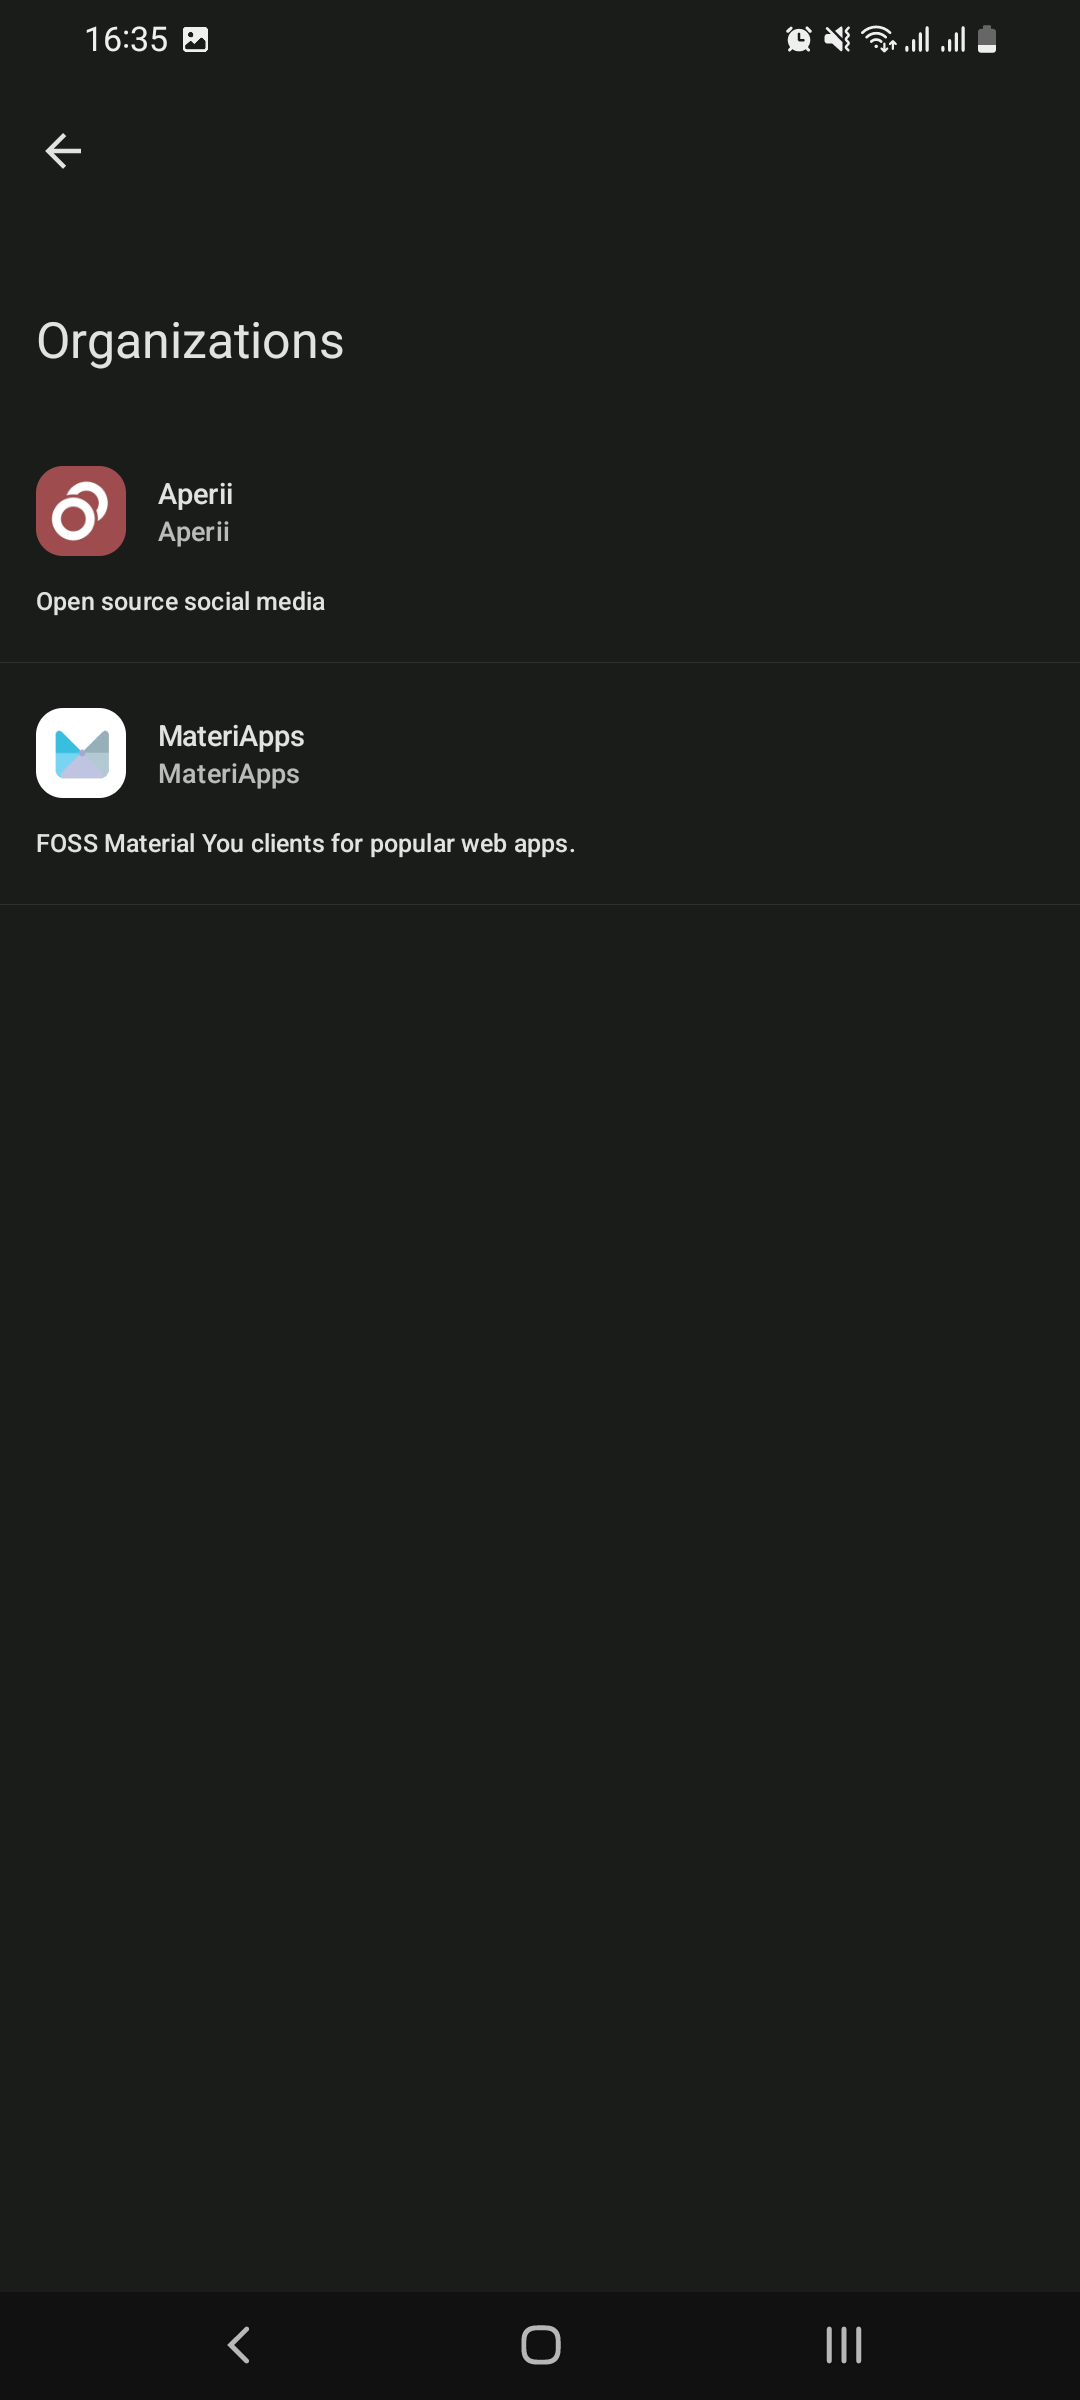 16:35
Organizations
Aperii
Aperii
Open source social media
MateriApps
MateriApps
FOSS Material You clients for popular web apps.